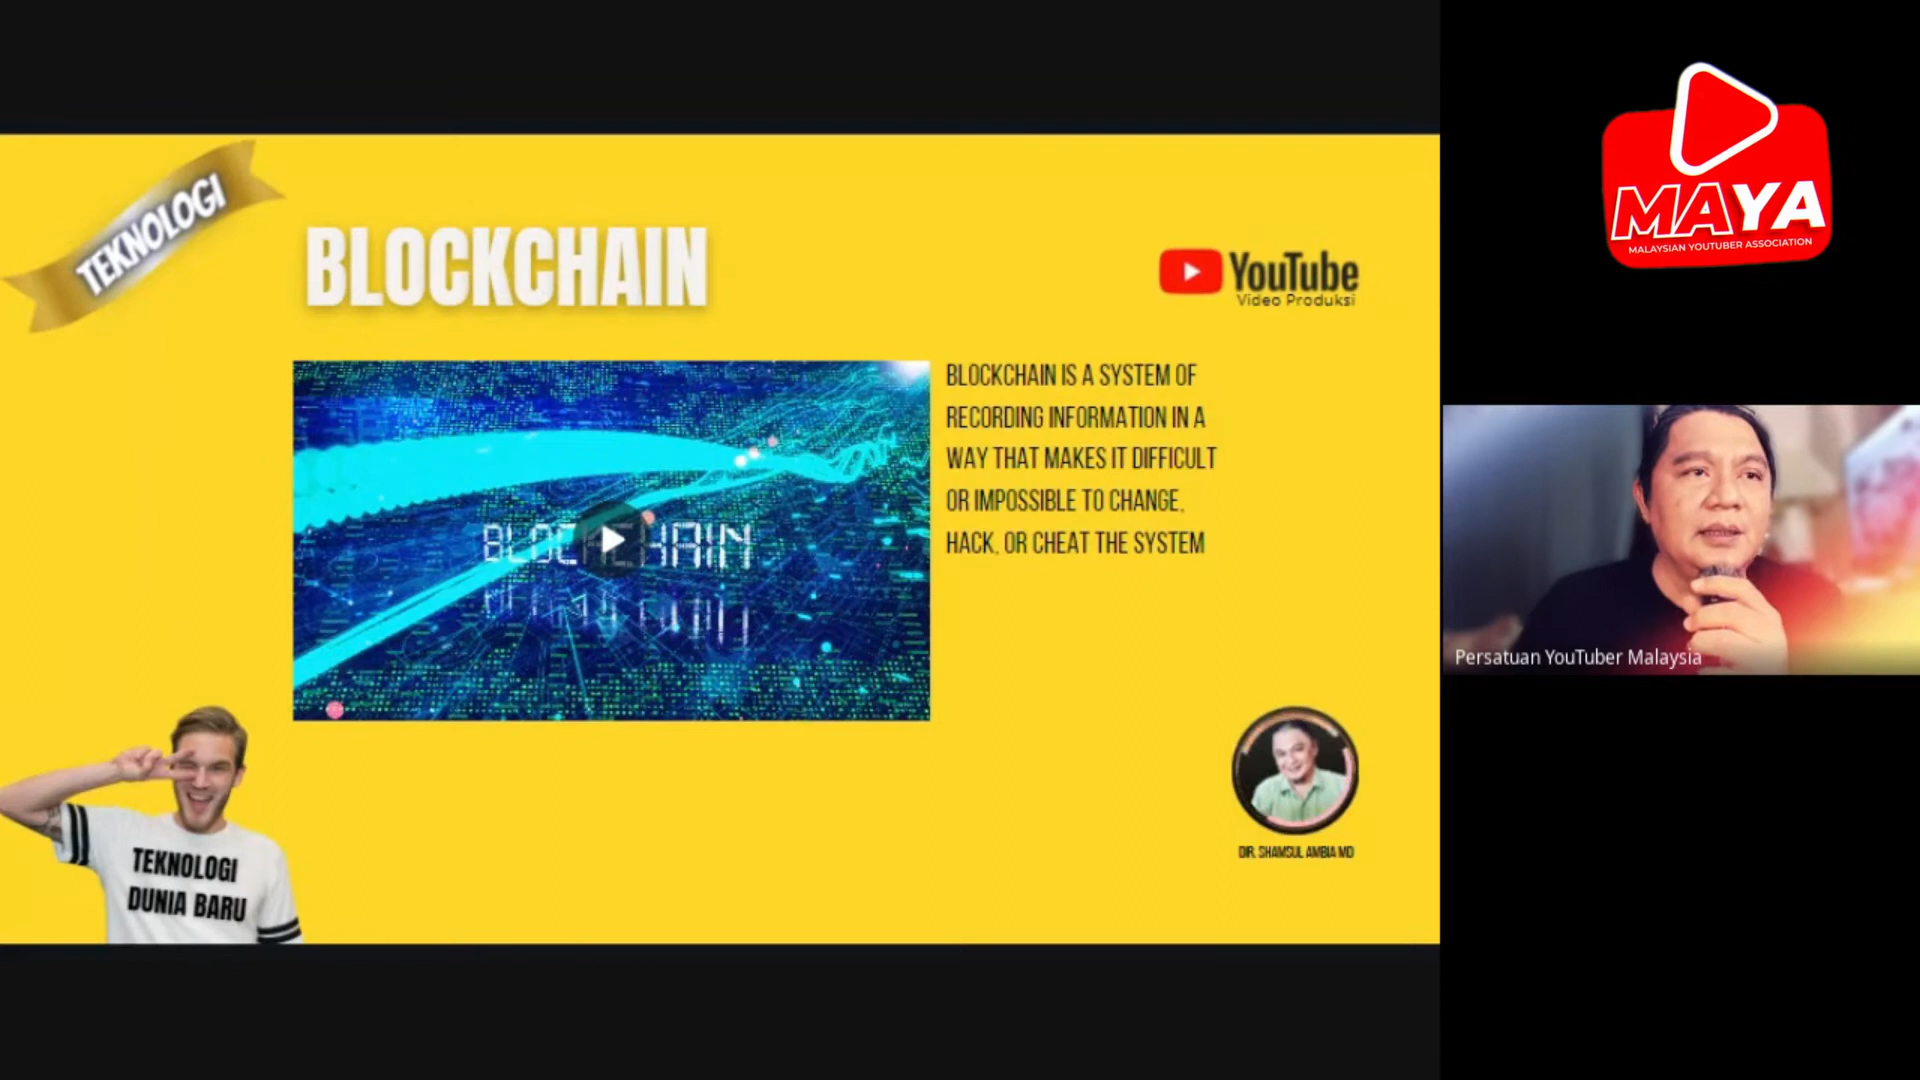 TEKNOLOGI
BLOCKCHAIN
YouTube
Video Produksi
BLOCKCHAIN IS A SYSTEM OF
RECORDING INFORMATION IN A
WAY THAT MAKES IT DIFFICULT
OR IMPOSSIBLE TO CHANGE,
HACK, OR CHEAT THE SYSTEM
BLOCKCHAIN
TEKNOLOGI
DUNIA BARU
DIR. SHAMSUL AMBIA MD
MAYA
MALAYSIAN YOUTUBER ASSOCIATION
Persatuan YouTuber Malaysia